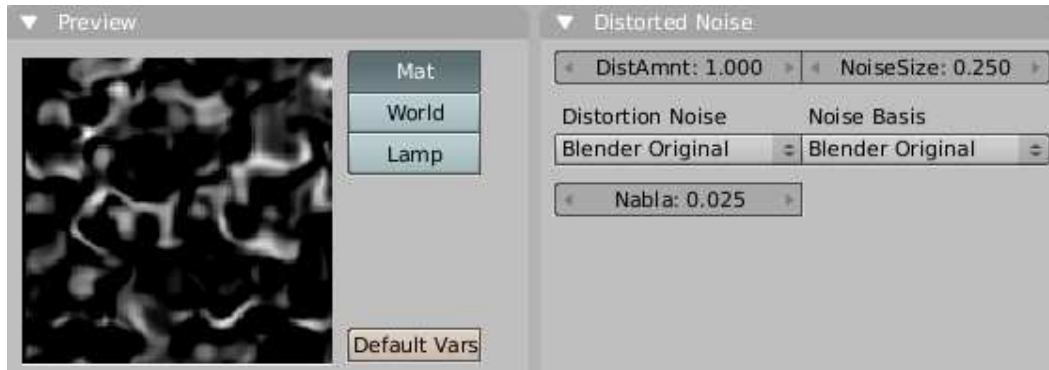 Preview
Mat
World
Lamp
Default Vars
Distorted Noise
DistAmnt: 1.000 NoiseSize: 0.250
Distortion Noise Noise Basis
Blender Original Blender Original
Nabla: 0.025